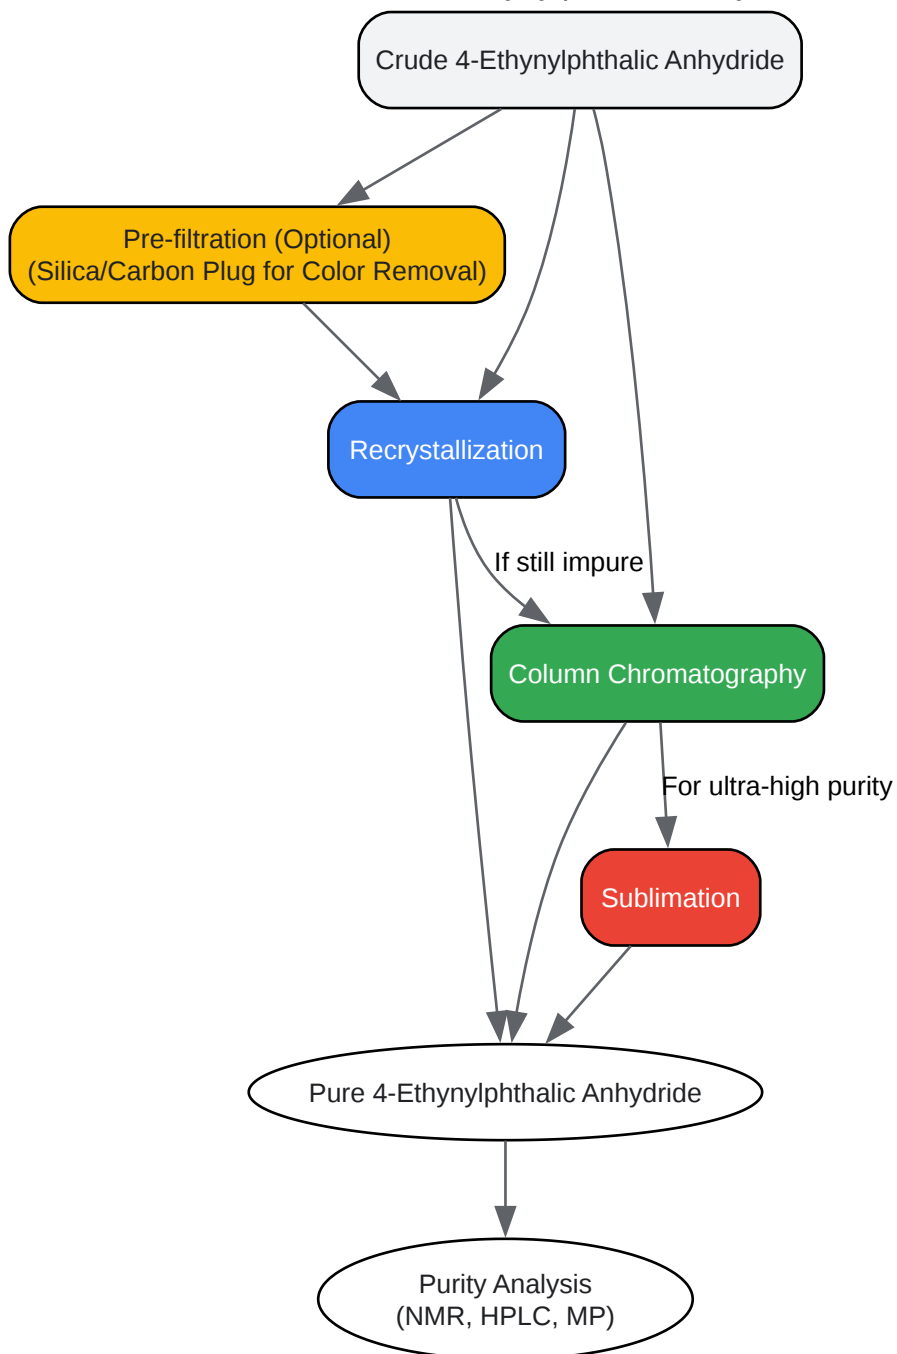 Crude 4-Ethynylphthalic Anhydride
Pre-filtration (Optional)
(Silica/Carbon Plug for Color Removal)
Recrystallization
If still impure
Column Chromatography
For ultra-high purity
Sublimation
Pure 4-Ethynylphthalic Anhydride
Purity Analysis
(NMR, HPLC, MP)